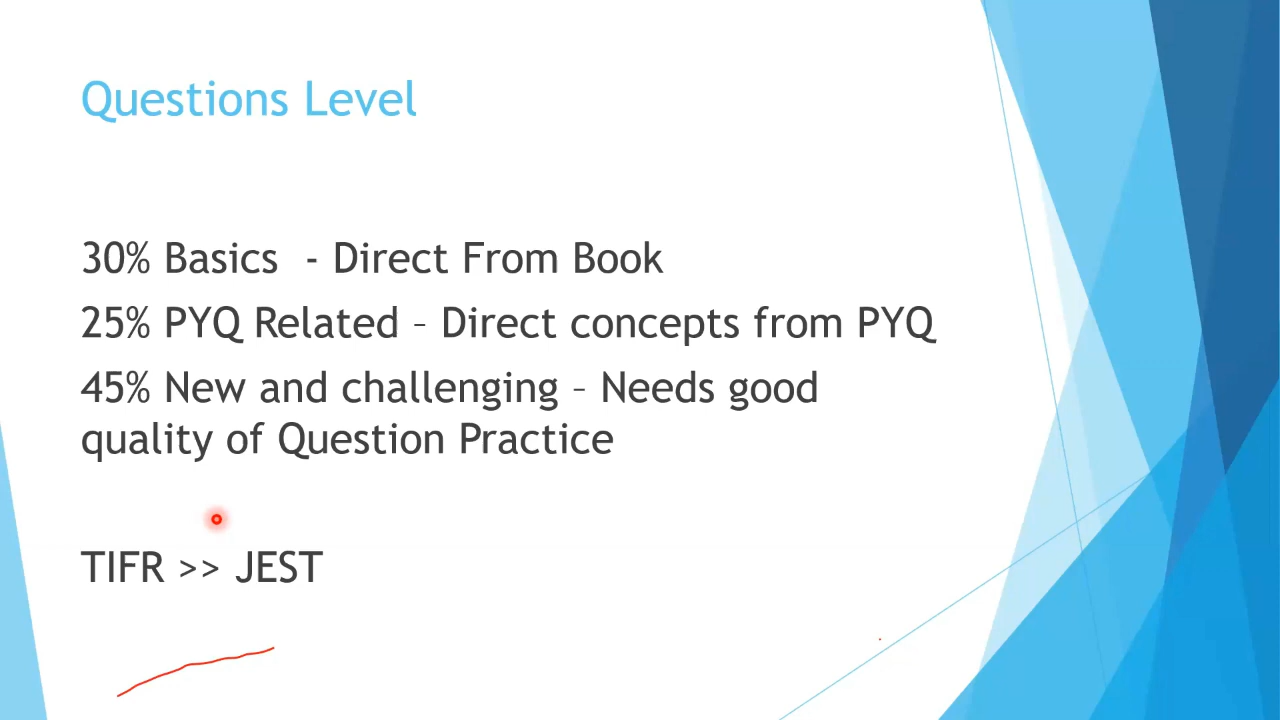 Questions Level
30% Basics  - Direct From Book
25% PYQ Related – Direct concepts from PYQ
45% New and challenging – Needs good
quality of Question Practice
TIFR >> JEST